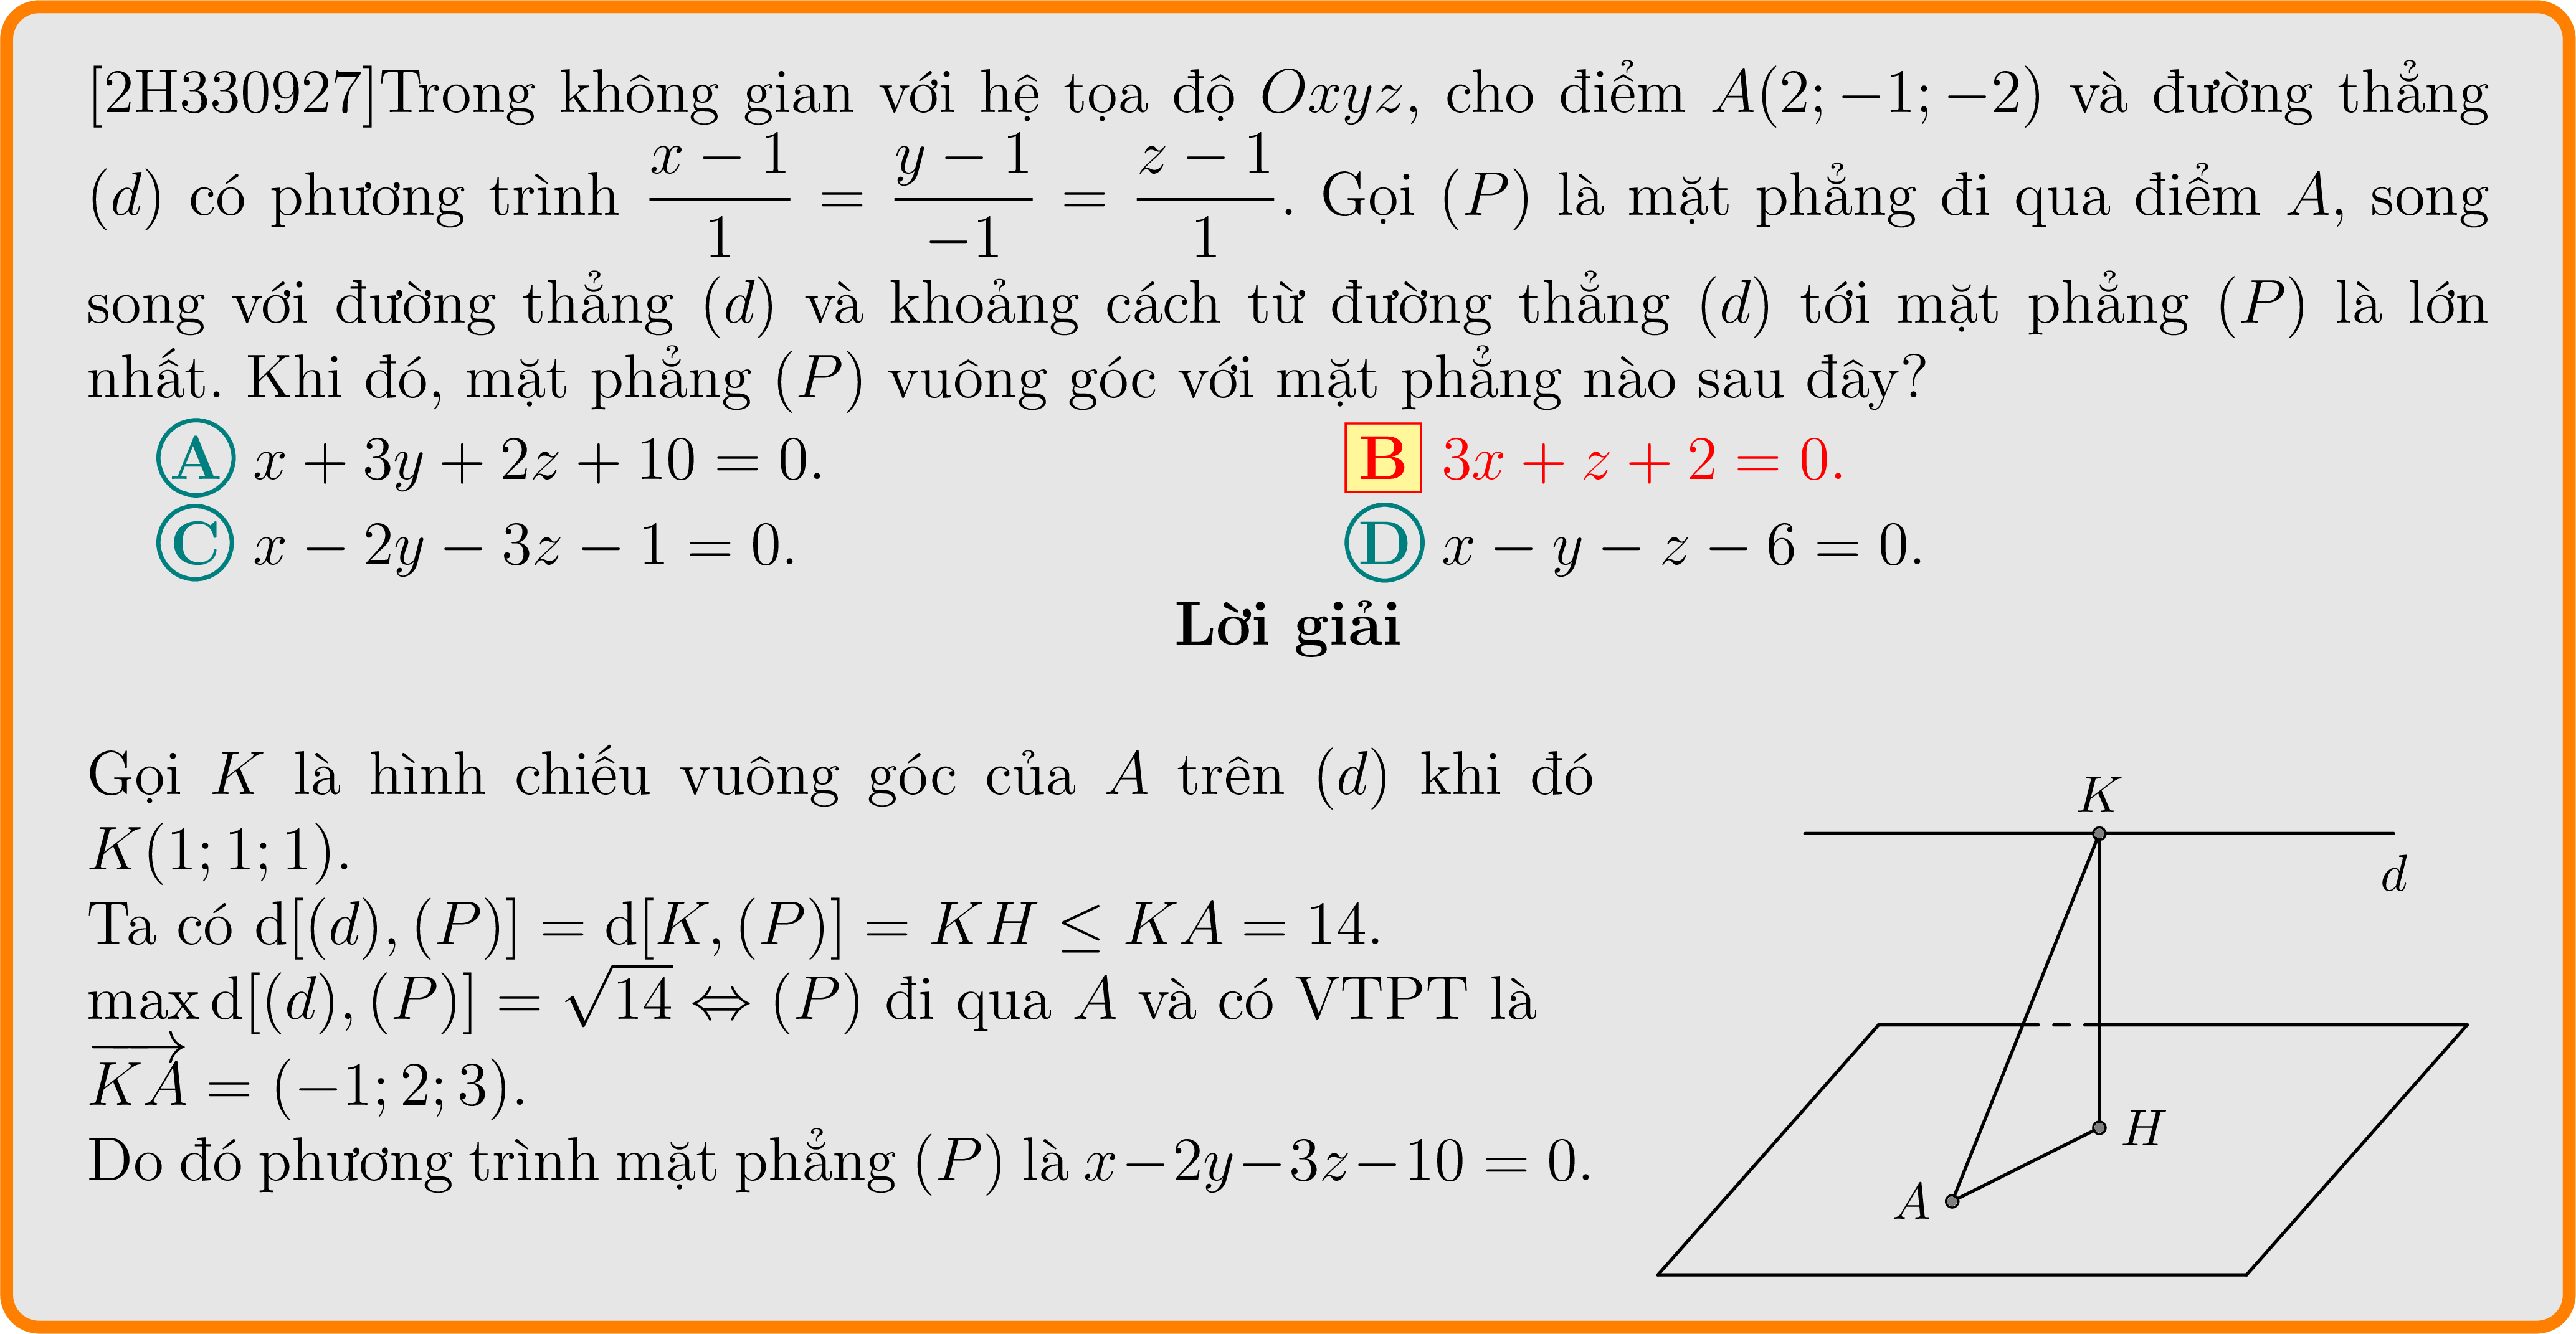 [2H330927]Trong không gian với hệ tọa độ Oxyz, cho điểm A(2; −1; −2) và đường thẳng
(d) có phương trình \frac{x − 1}{1} = \frac{y − 1}{−1} = \frac{z − 1}{1}. Gọi (P) là mặt phẳng đi qua điểm A, song
song với đường thẳng (d) và khoảng cách từ đường thẳng (d) tới mặt phẳng (P) là lớn
nhất. Khi đó, mặt phẳng (P) vuông góc với mặt phẳng nào sau đây?
A x + 3y + 2z + 10 = 0. B 3x + z + 2 = 0.
C x − 2y − 3z − 1 = 0. D x − y − z − 6 = 0.
Lời giải
Gọi K là hình chiếu vuông góc của A trên (d) khi đó
K(1; 1; 1).
Ta có d[(d), (P)] = d[K, (P)] = KH ≤ KA = 14.
max d[(d), (P)] = \sqrt{14} ⇔ (P) đi qua A và có VTPT là
\overrightarrow{KA} = (−1; 2; 3).
Do đó phương trình mặt phẳng (P) là x−2y−3z−10 = 0.
K
d
H
A